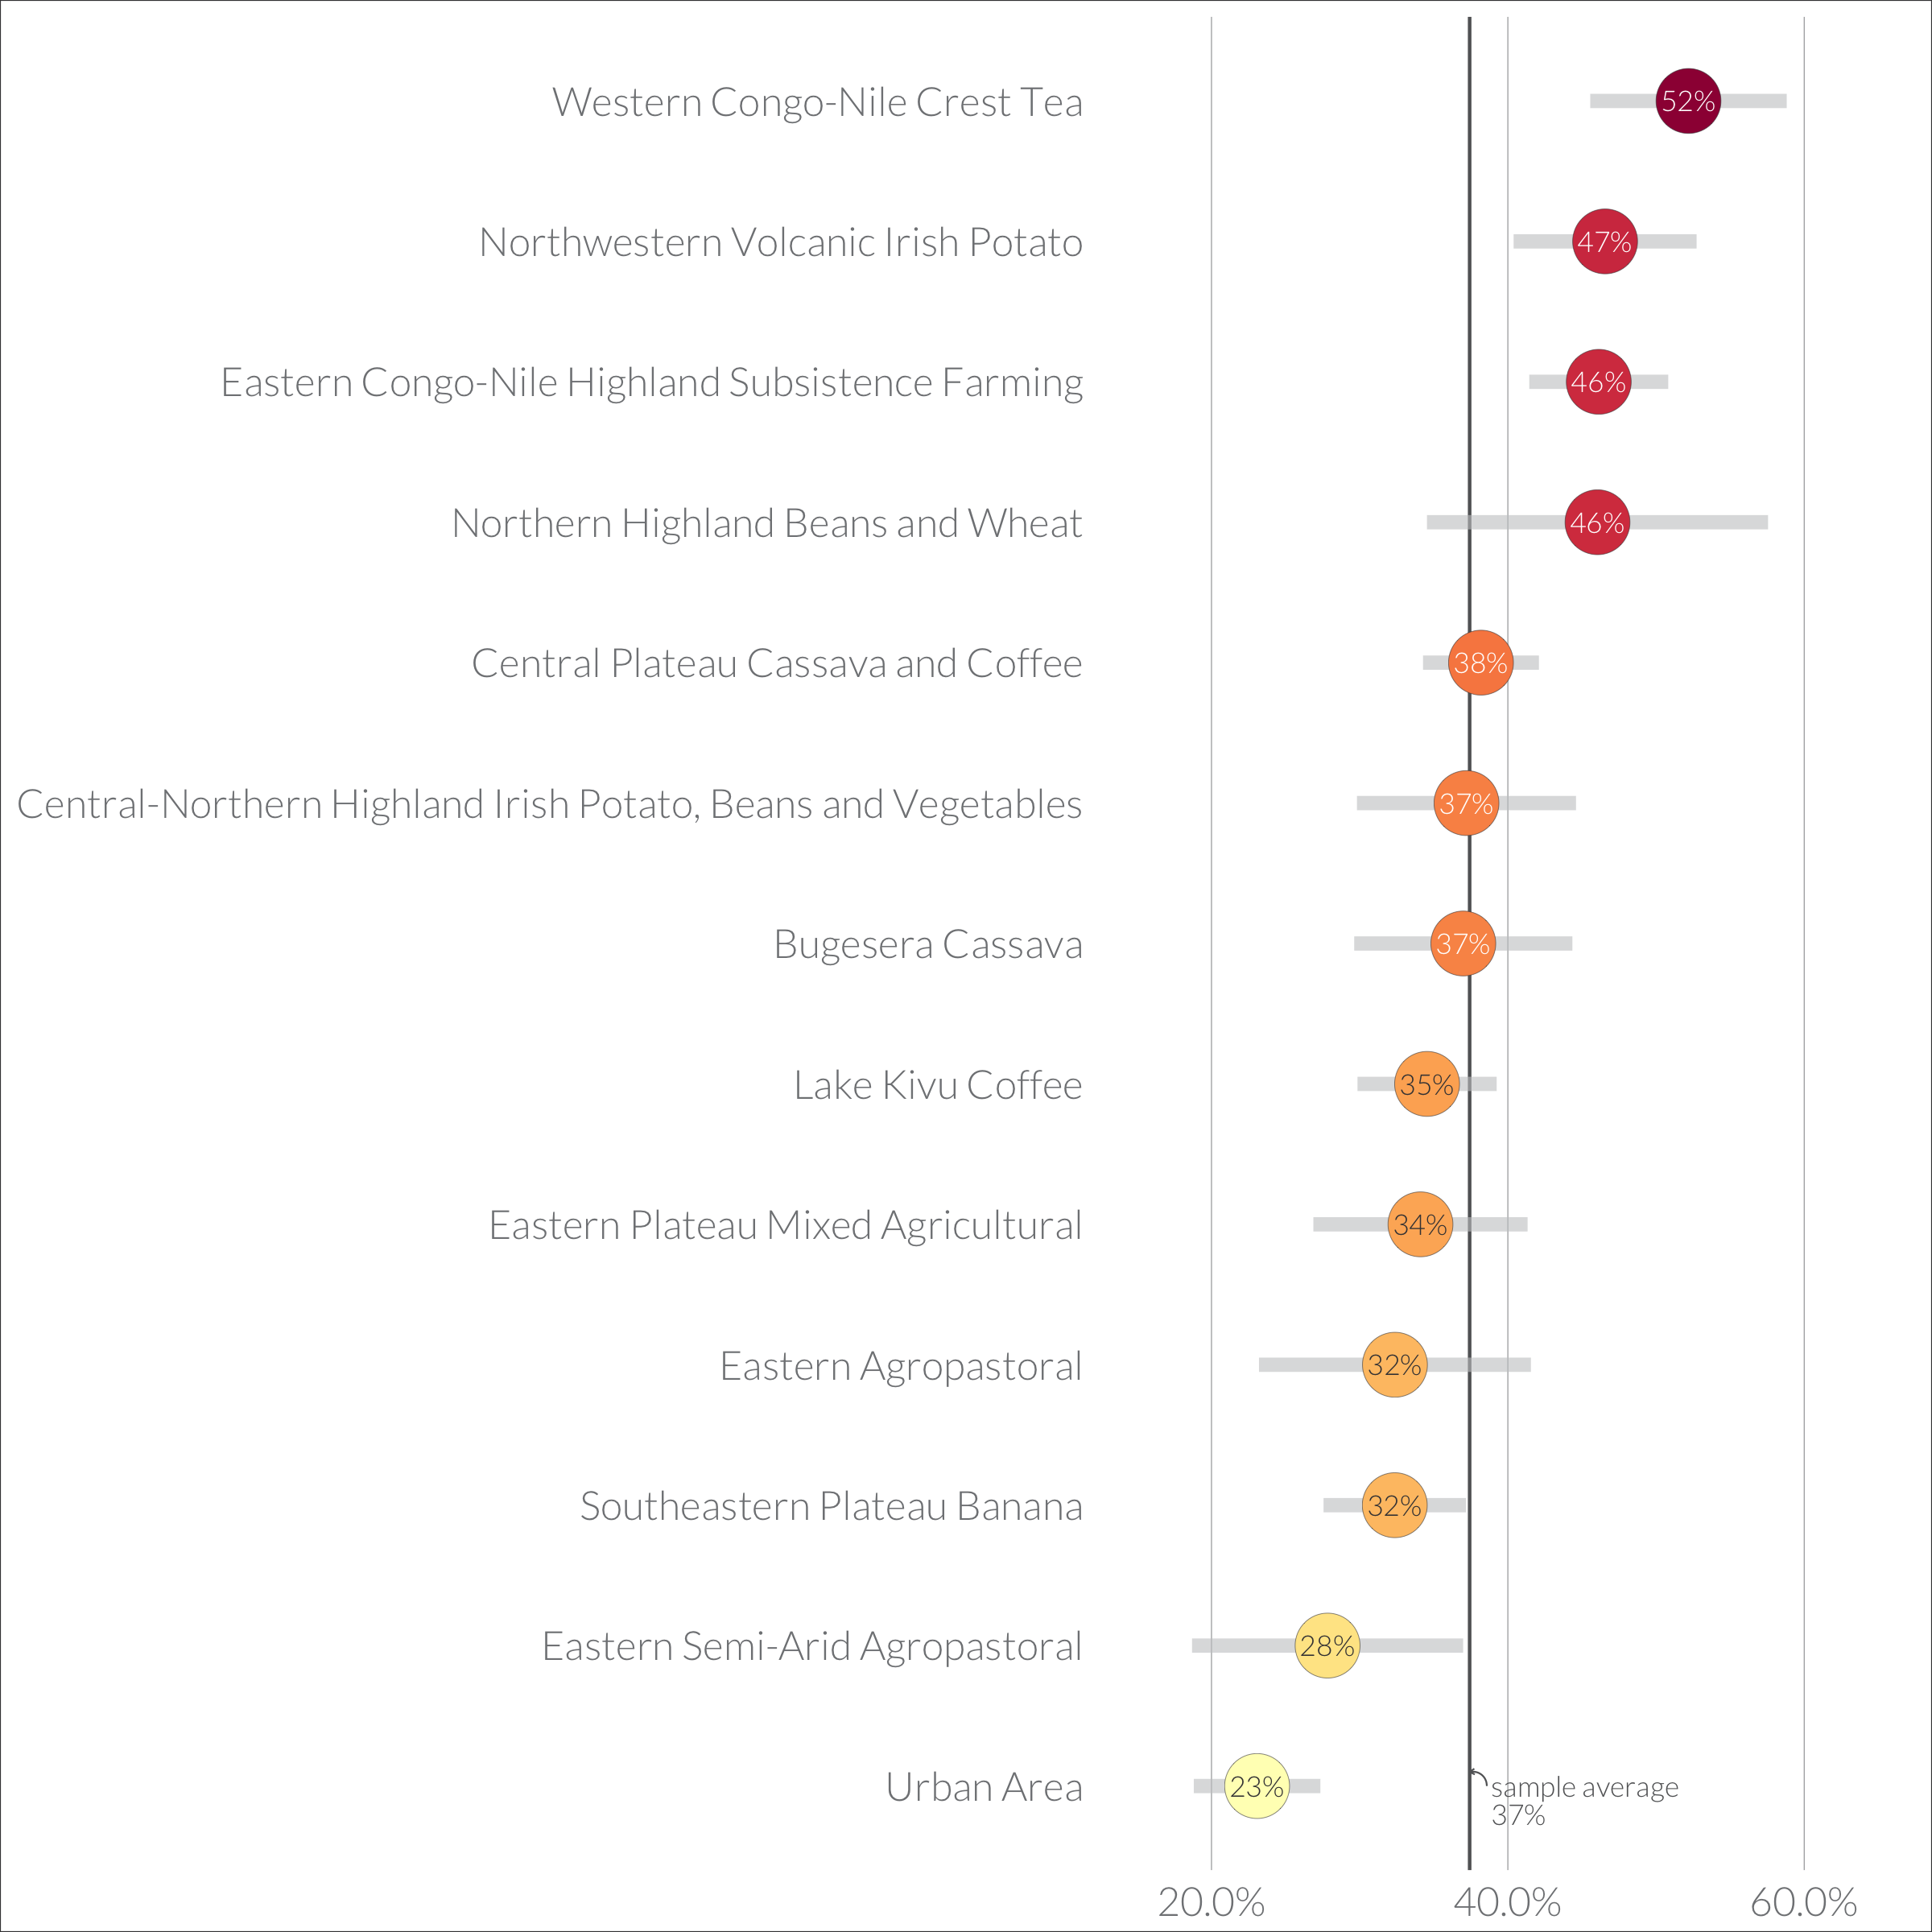 Western Congo-Nile Crest Tea 52%
Northwestern Volcanic Irish Potato 47%
Eastern Congo-Nile Highland Subsistence Farming 46%
Northern Highland Beans and Wheat 46%
Central Plateau Cassava and Coffee 38%
Central-Northern Highland Irish Potato, Beans and Vegetables 37%
Bugesera Cassava 37%
Lake Kivu Coffee 35%
Eastern Plateau Mixed Agricultural 34%
Eastern Agropastoral 32%
Southeastern Plateau Banana 32%
Eastern Semi-Arid Agropastoral 28%
Urban Area 23% sample average
37%
20.0% 40.0% 60.0%